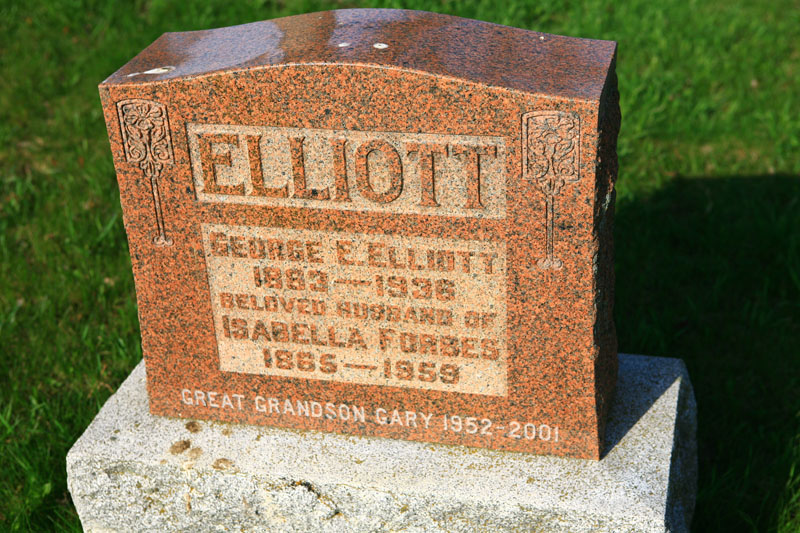 ELLIOTT
GEORGE E. ELLIOTT
1863—1936
BELOVED HUSBAND OF
ISABELLA FORBES
1865—1959
GREAT GRANDSON GARY 1952-2001